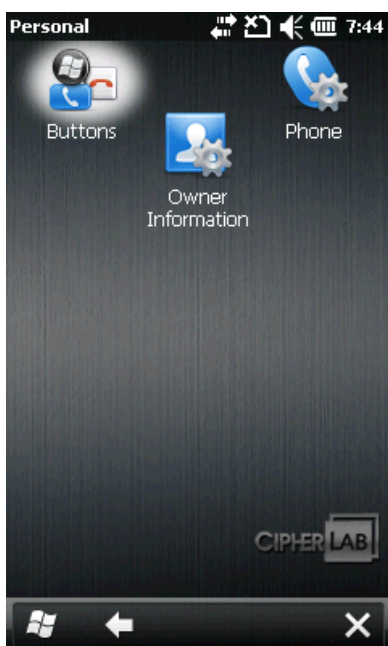 Personal 7:44
Buttons
Phone
Owner
Information
CIPHERLAB